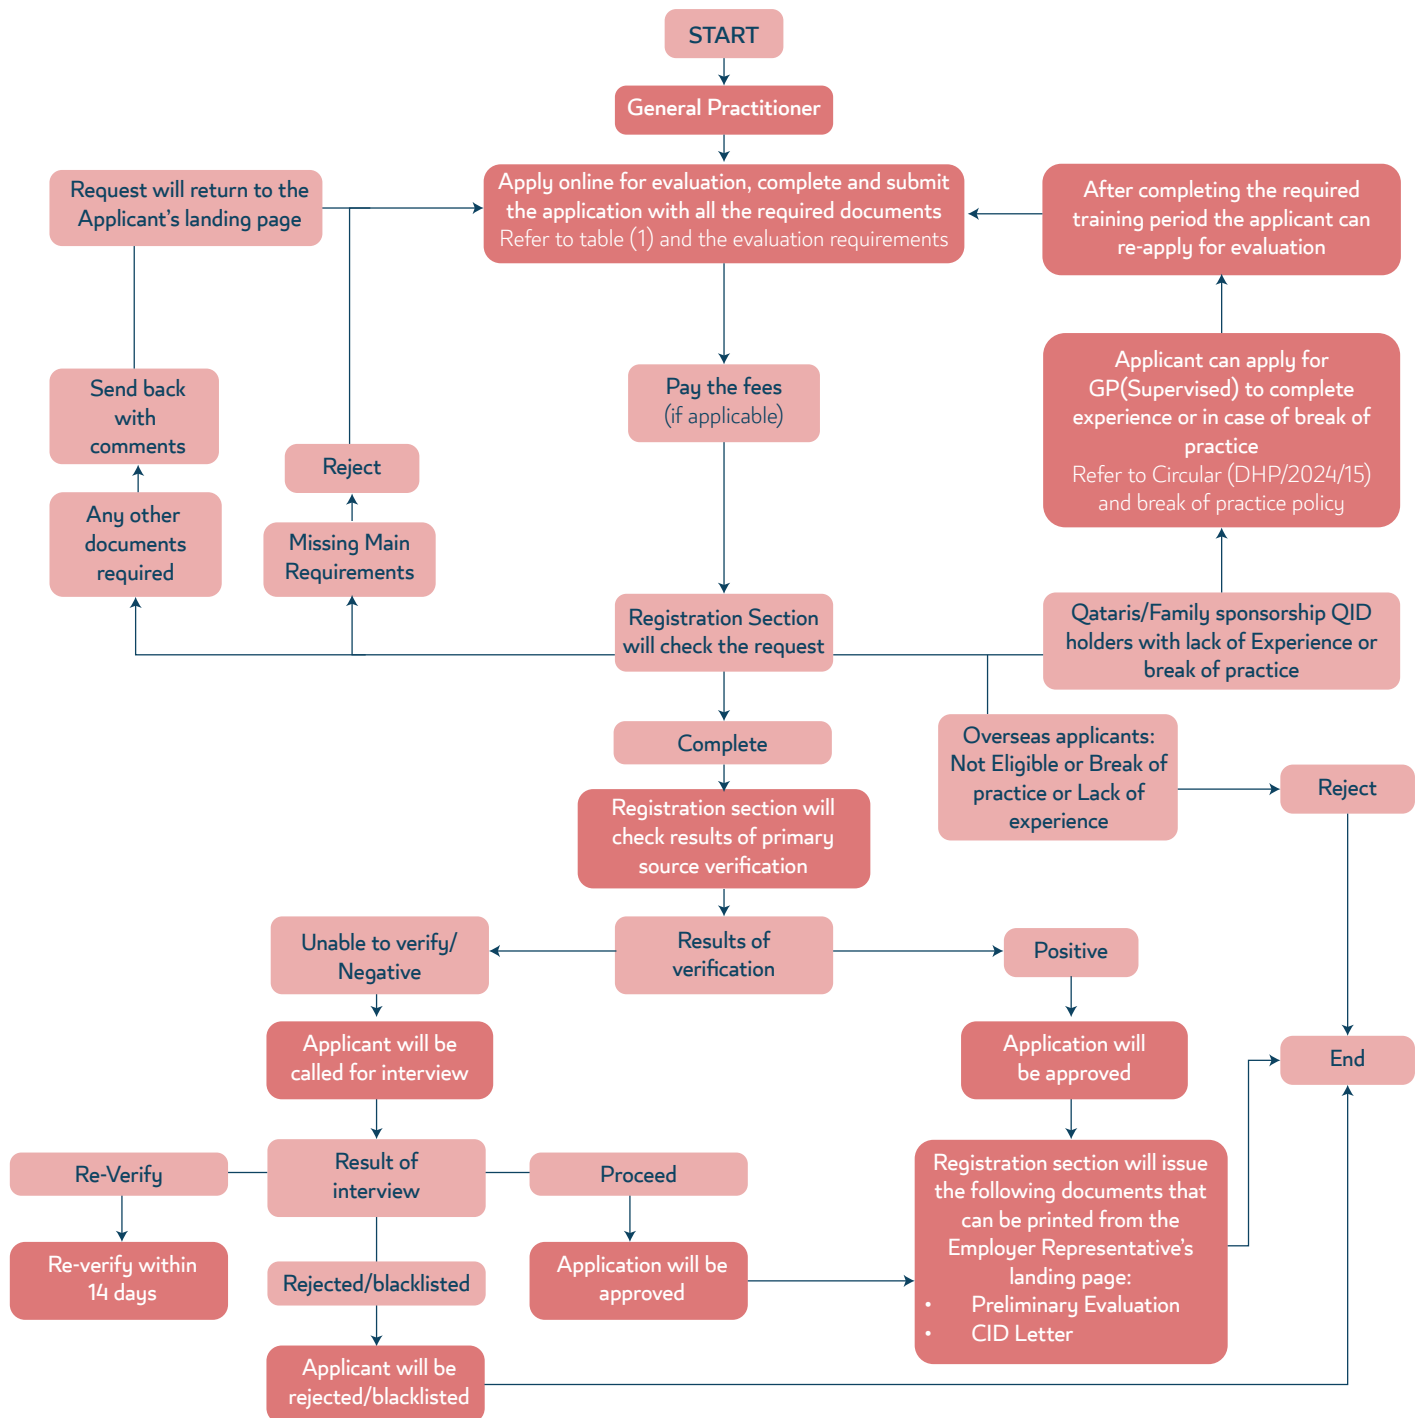 START
General Practitioner
Request will return to the
Applicant's landing page
Apply online for evaluation, complete and submit
the application with all the required documents
Refer to table (1) and the evaluation requirements
After completing the required
training period the applicant can
re-apply for evaluation
Send back
with
comments
Reject
Pay the fees
(if applicable)
Applicant can apply for
GP(Supervised) to complete
experience or in case of break of
practice
Refer to Circular (DHP/2024/15)
and break of practice policy
Any other
documents
required
Missing Main
Requirements
Registration Section
will check the request
Qataris/Family sponsorship QID
holders with lack of Experience or
break of practice
Complete
Overseas applicants:
Not Eligible or Break of
practice or Lack of
experience
Reject
Registration section will
check results of primary
source verification
Unable to verify/
Negative
Results of
verification
Positive
Applicant will be
called for interview
Application will
be approved
End
Re-Verify
Result of
interview
Proceed
Registration section will issue
the following documents that
can be printed from the
Employer Representative's
landing page:
• Preliminary Evaluation
• CID Letter
Re-verify within
14 days
Rejected/blacklisted
Application will be
approved
Applicant will be
rejected/blacklisted